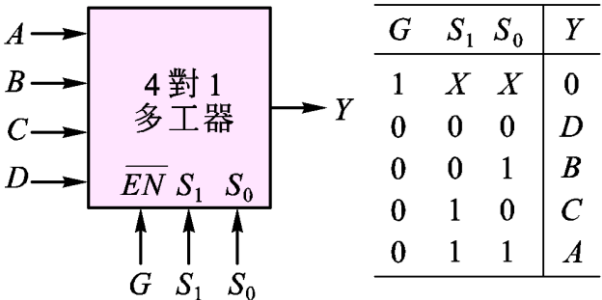 A
B
C
D
4 對 1
多工器
\overline{EN} S₁ S₀
Y
G S₁ S₀
G S₁ S₀ Y
1 X X 0
0 0 0 D
0 0 1 B
0 1 0 C
0 1 1 A